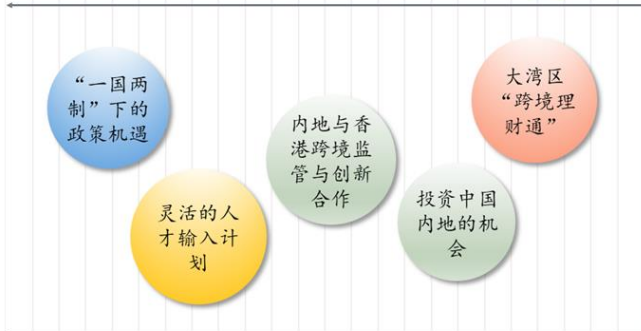 “一国两
制”下的
政策机遇
灵活的人
才输入计
划
内地与香
港跨境监
管与创新
合作
投资中国
内地的机
会
大湾区
“跨境理
财通”